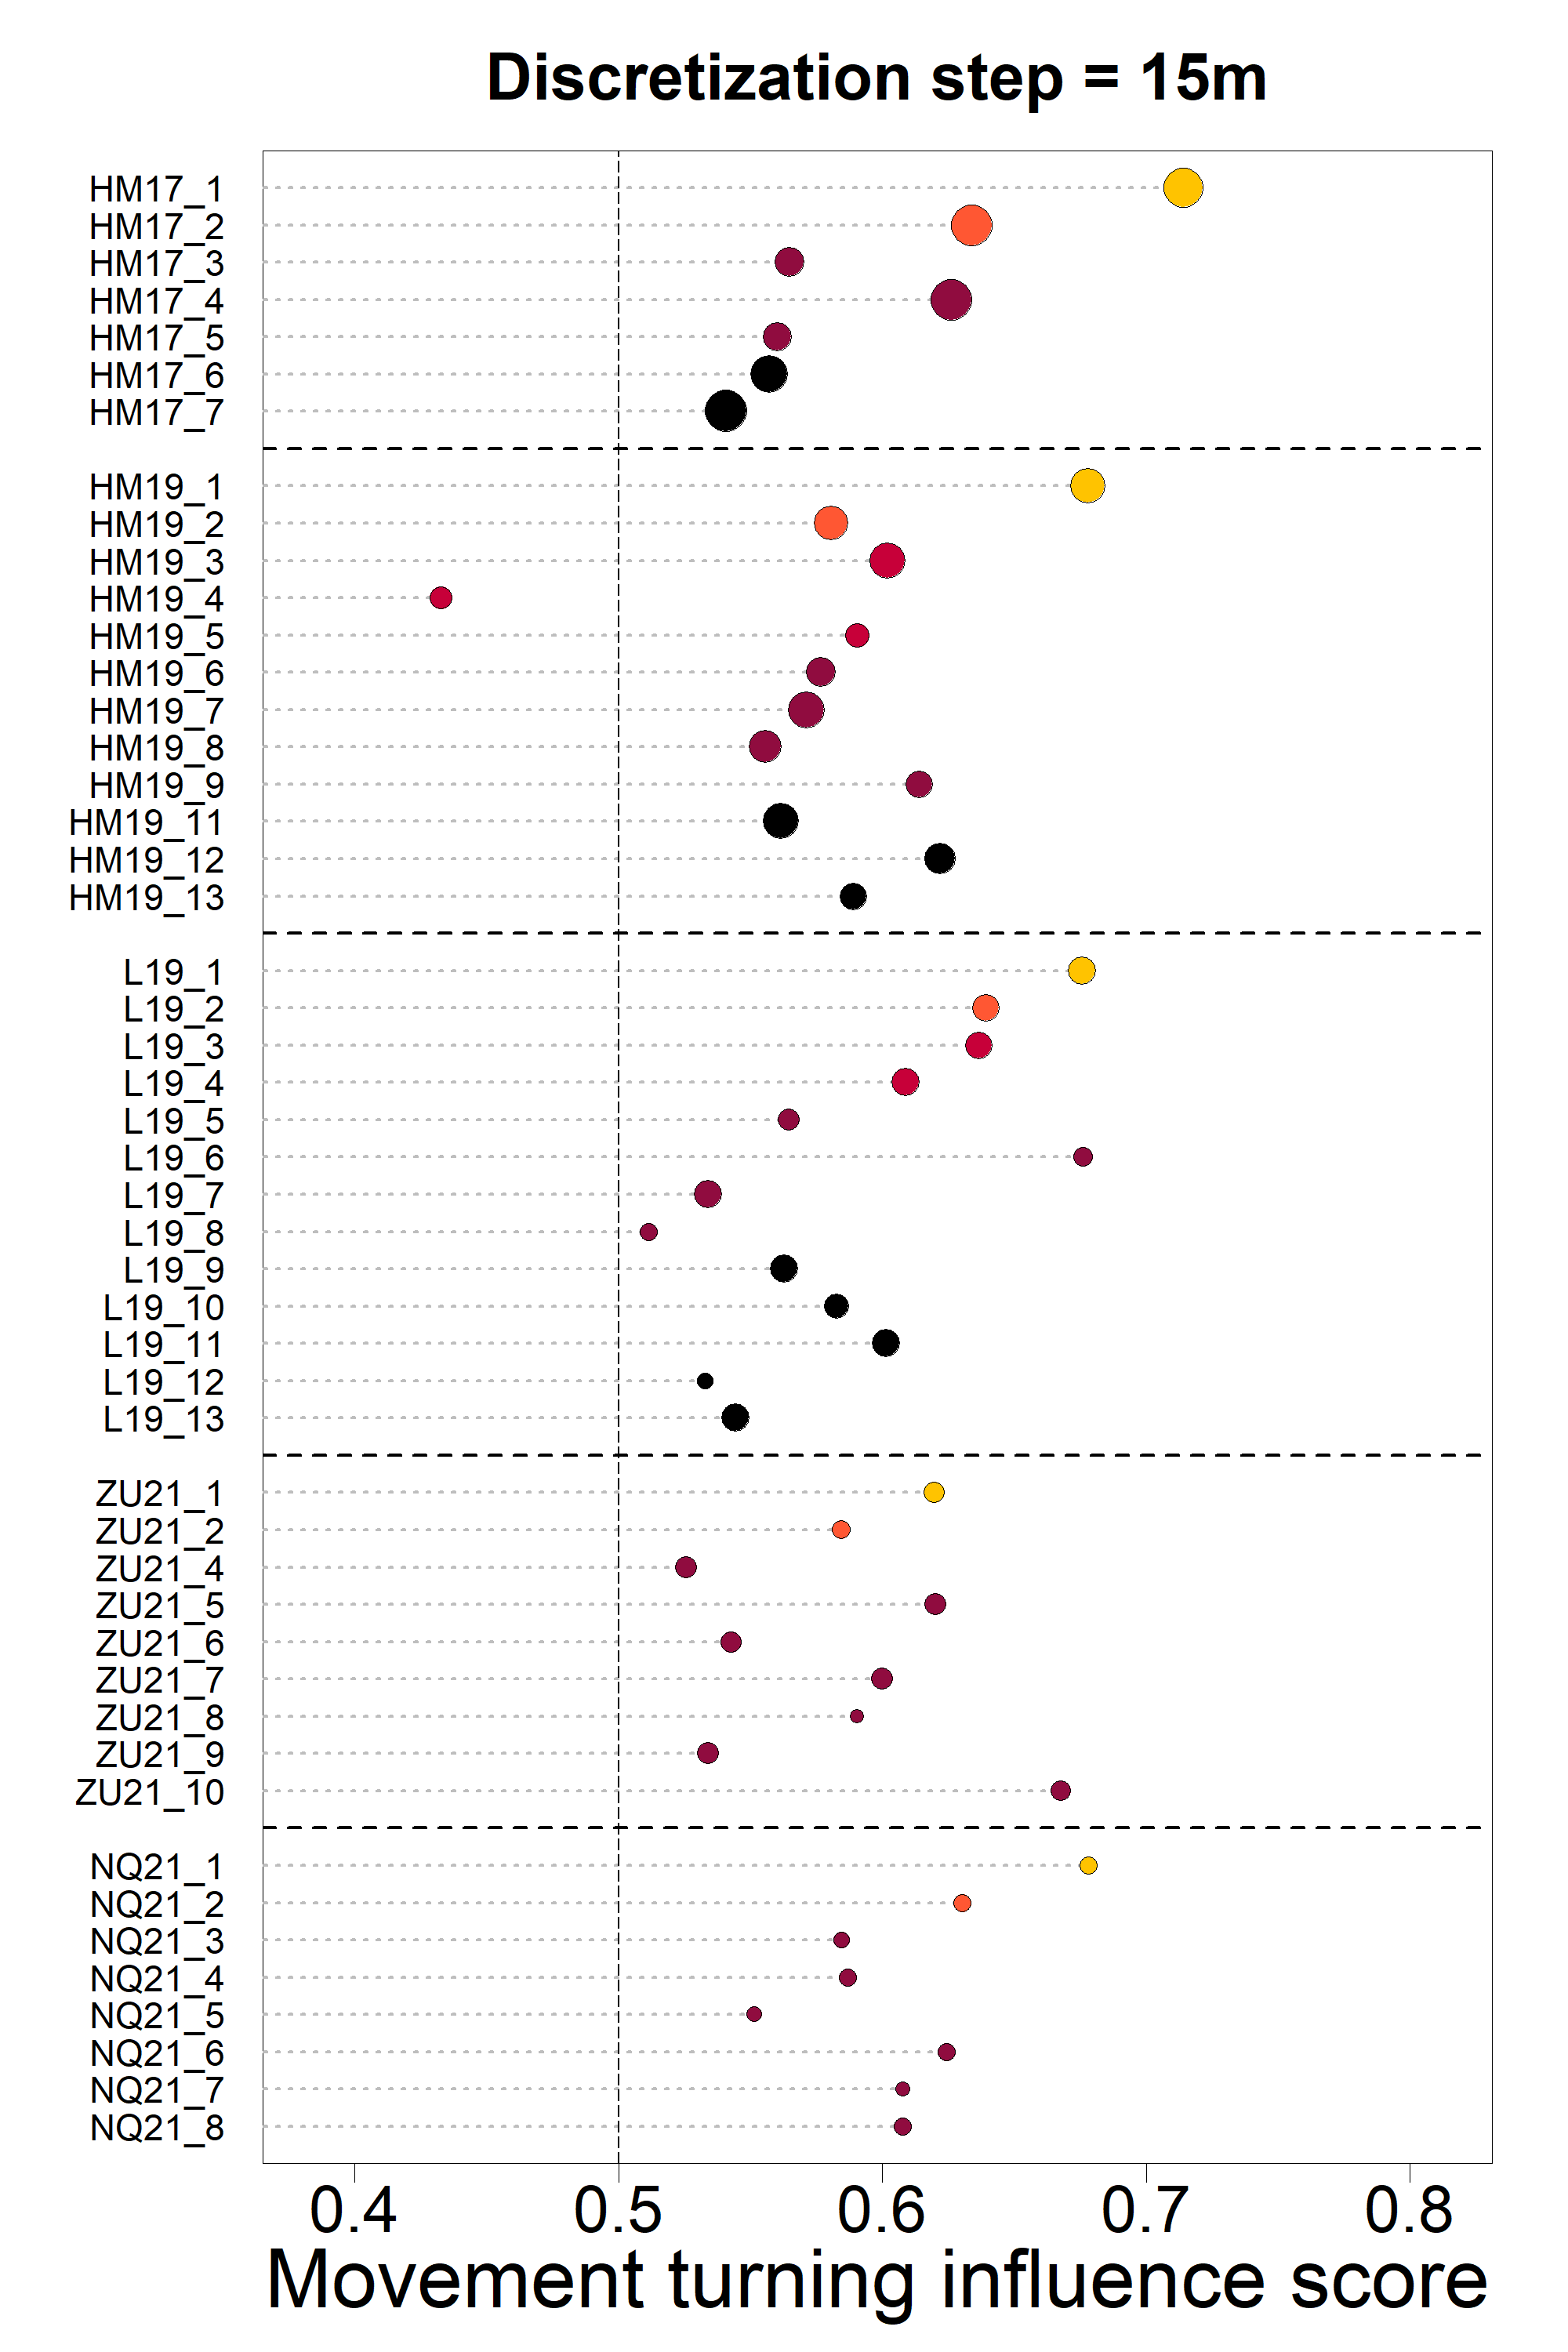 Discretization step = 15m
HM17_1
HM17_2
HM17_3
HM17_4
HM17_5
HM17_6
HM17_7
HM19_1
HM19_2
HM19_3
HM19_4
HM19_5
HM19_6
HM19_7
HM19_8
HM19_9
HM19_11
HM19_12
HM19_13
L19_1
L19_2
L19_3
L19_4
L19_5
L19_6
L19_7
L19_8
L19_9
L19_10
L19_11
L19_12
L19_13
ZU21_1
ZU21_2
ZU21_4
ZU21_5
ZU21_6
ZU21_7
ZU21_8
ZU21_9
ZU21_10
NQ21_1
NQ21_2
NQ21_3
NQ21_4
NQ21_5
NQ21_6
NQ21_7
NQ21_8
0.4 0.5 0.6 0.7 0.8
Movement turning influence score